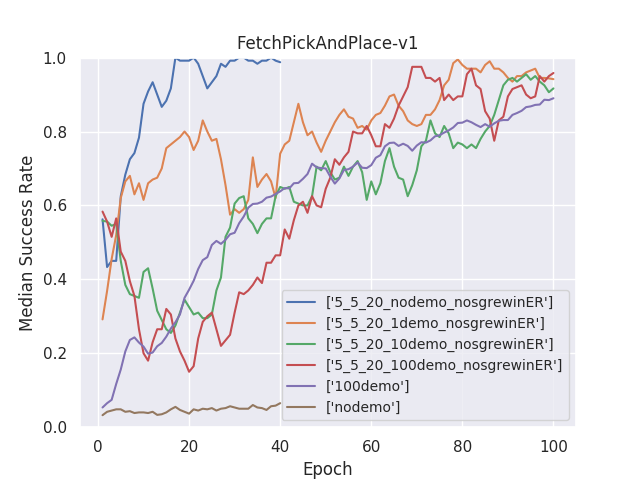 FetchPickAndPlace-v1
1.0
0.8
0.6
0.4
0.2
0.0
Median Success Rate
['5_5_20_nodemo_nosgrewinER']
['5_5_20_1demo_nosgrewinER']
['5_5_20_10demo_nosgrewinER']
['5_5_20_100demo_nosgrewinER']
['100demo']
['nodemo']
0
20
40
60
80
100
Epoch